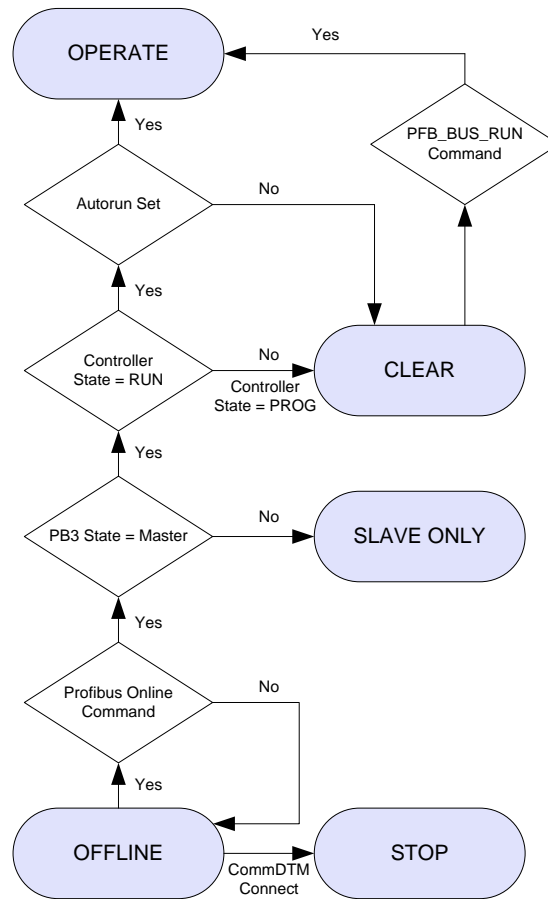 OPERATE
Yes
PFB_BUS_RUN
Command
Yes
Autorun Set
No
Yes
Controller
State = RUN
No
Controller
State = PROG
CLEAR
Yes
PB3 State = Master
No
SLAVE ONLY
Yes
Profibus Online
Command
No
Yes
OFFLINE
CommDTM
Connect
STOP